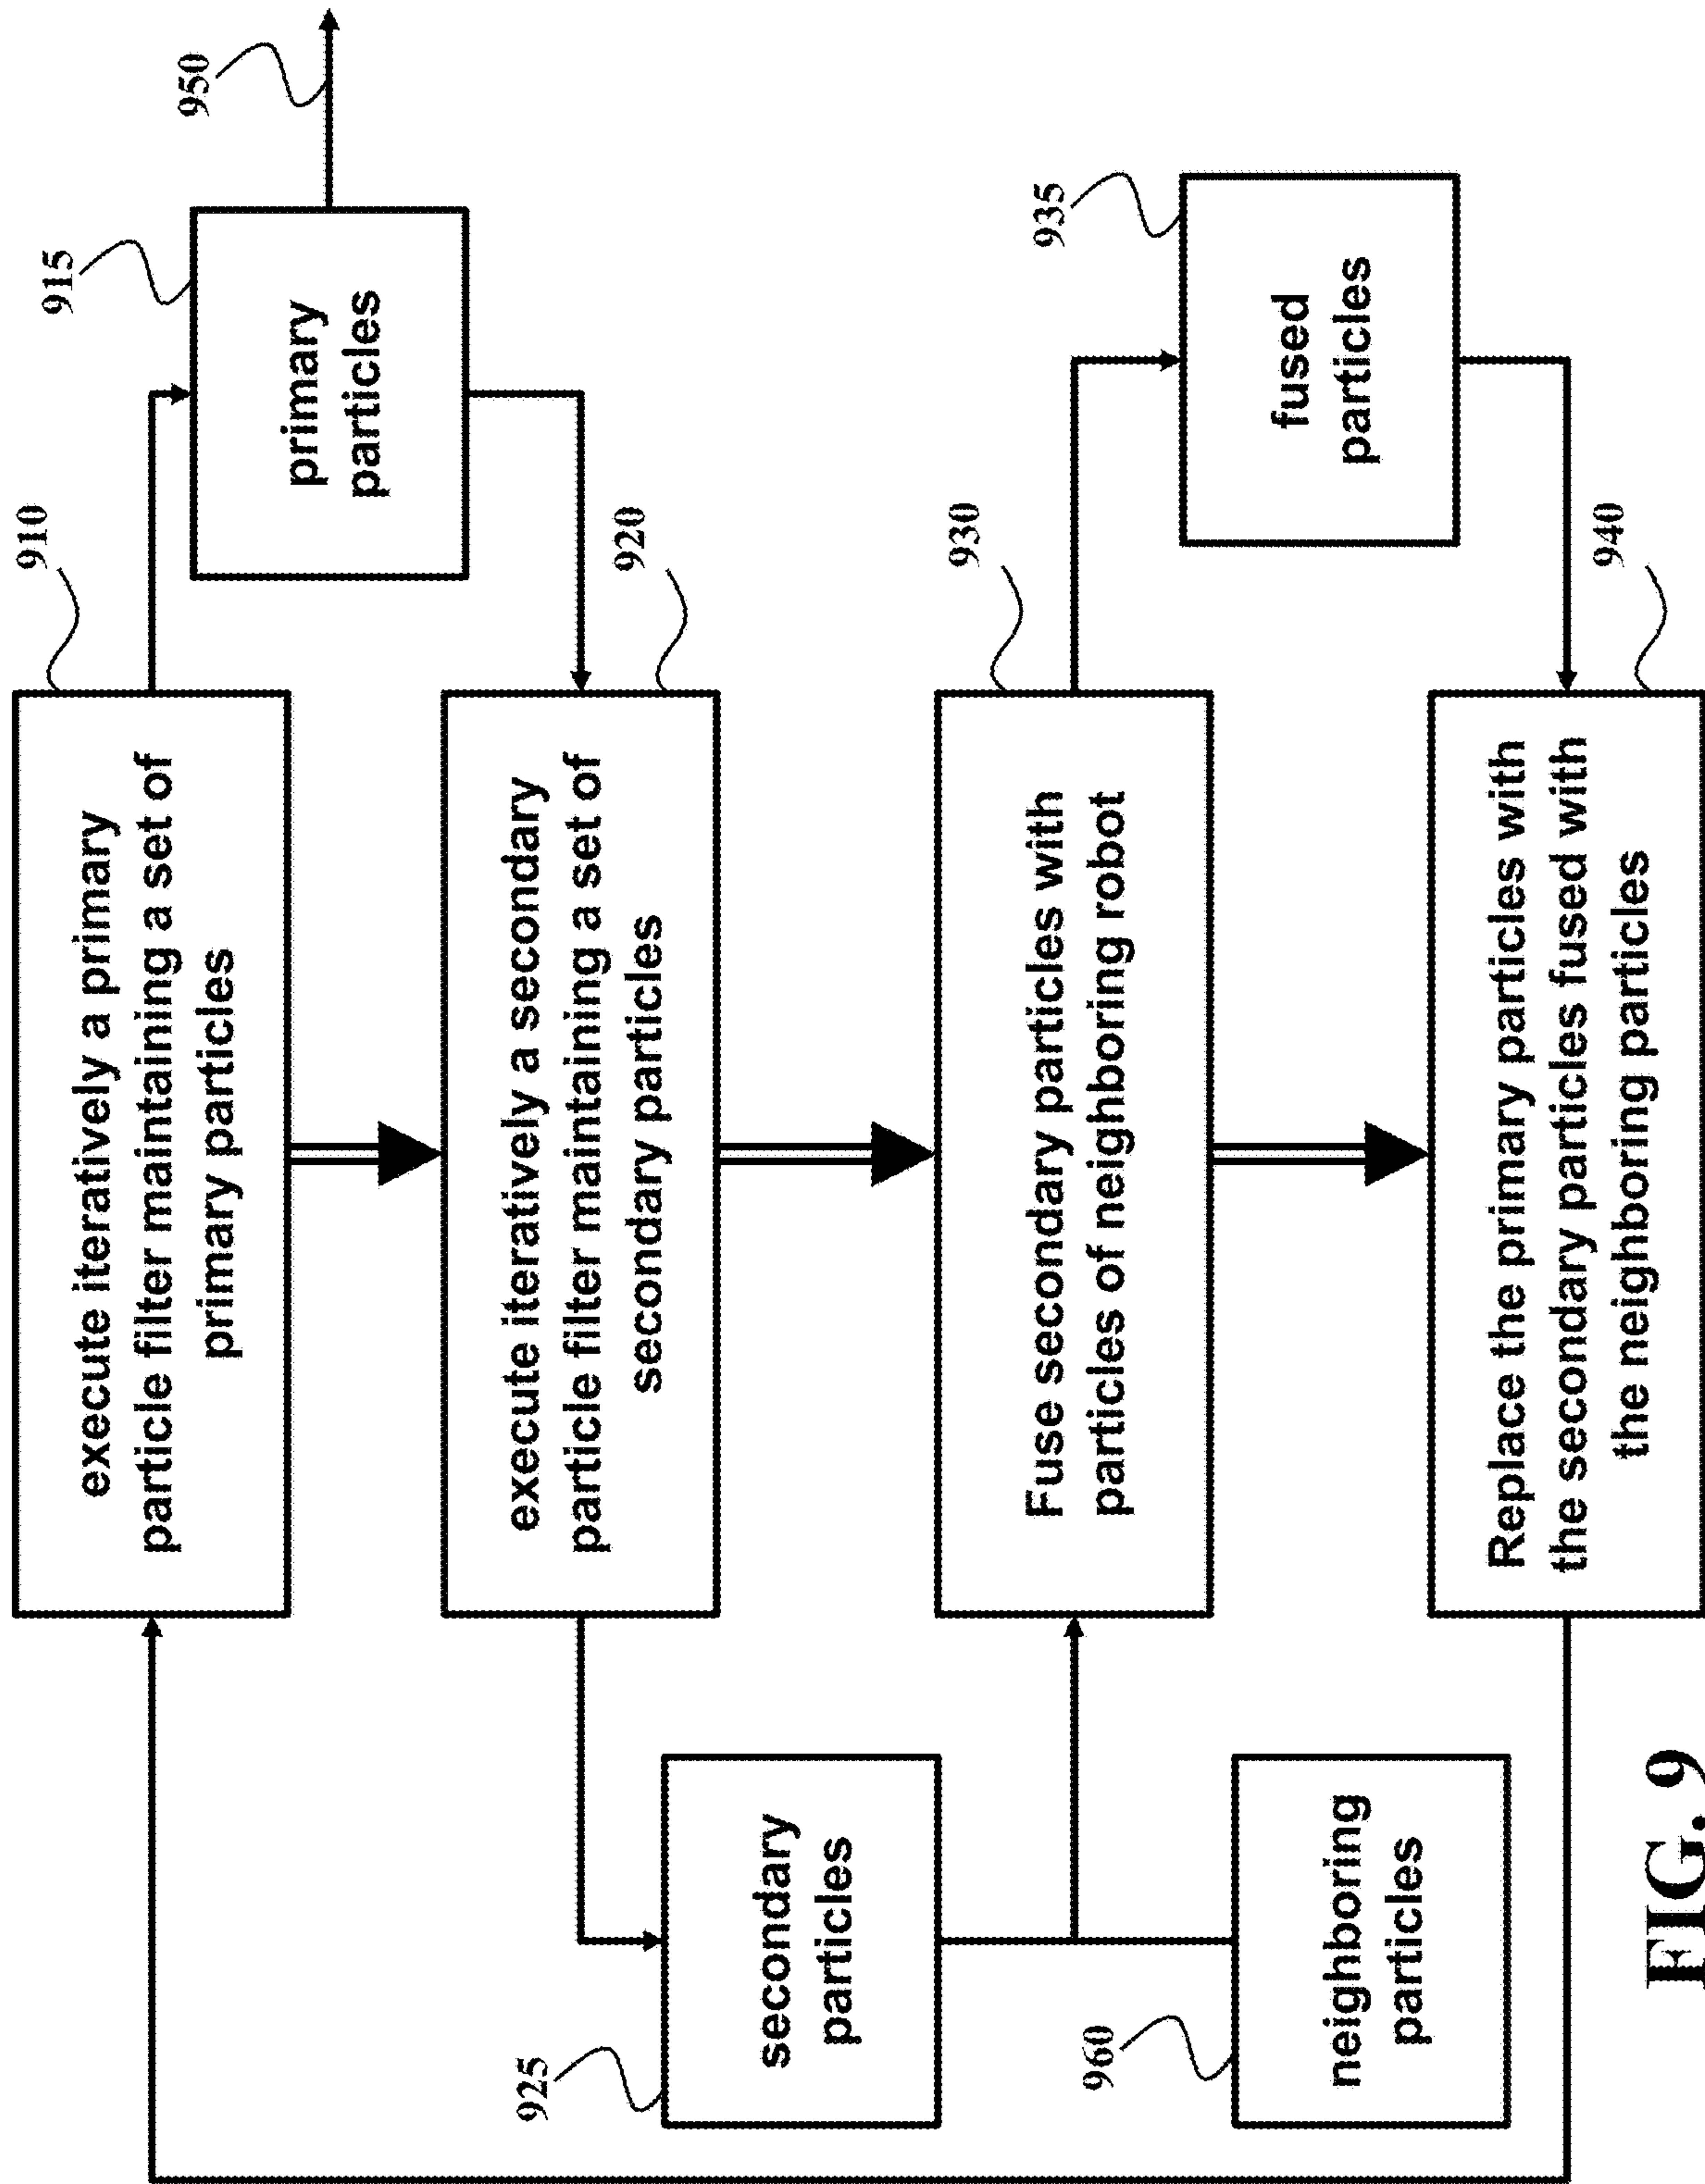 910
execute iteratively a primary
particle filter maintaining a set of
primary particles
915
primary
particles
950
920
execute iteratively a secondary
particle filter maintaining a set of
secondary particles
925
secondary
particles
930
Fuse secondary particles with
particles of neighboring robot
935
fused
particles
960
neighboring
particles
940
Replace the primary particles with
the secondary particles fused with
the neighboring particles
FIG. 9